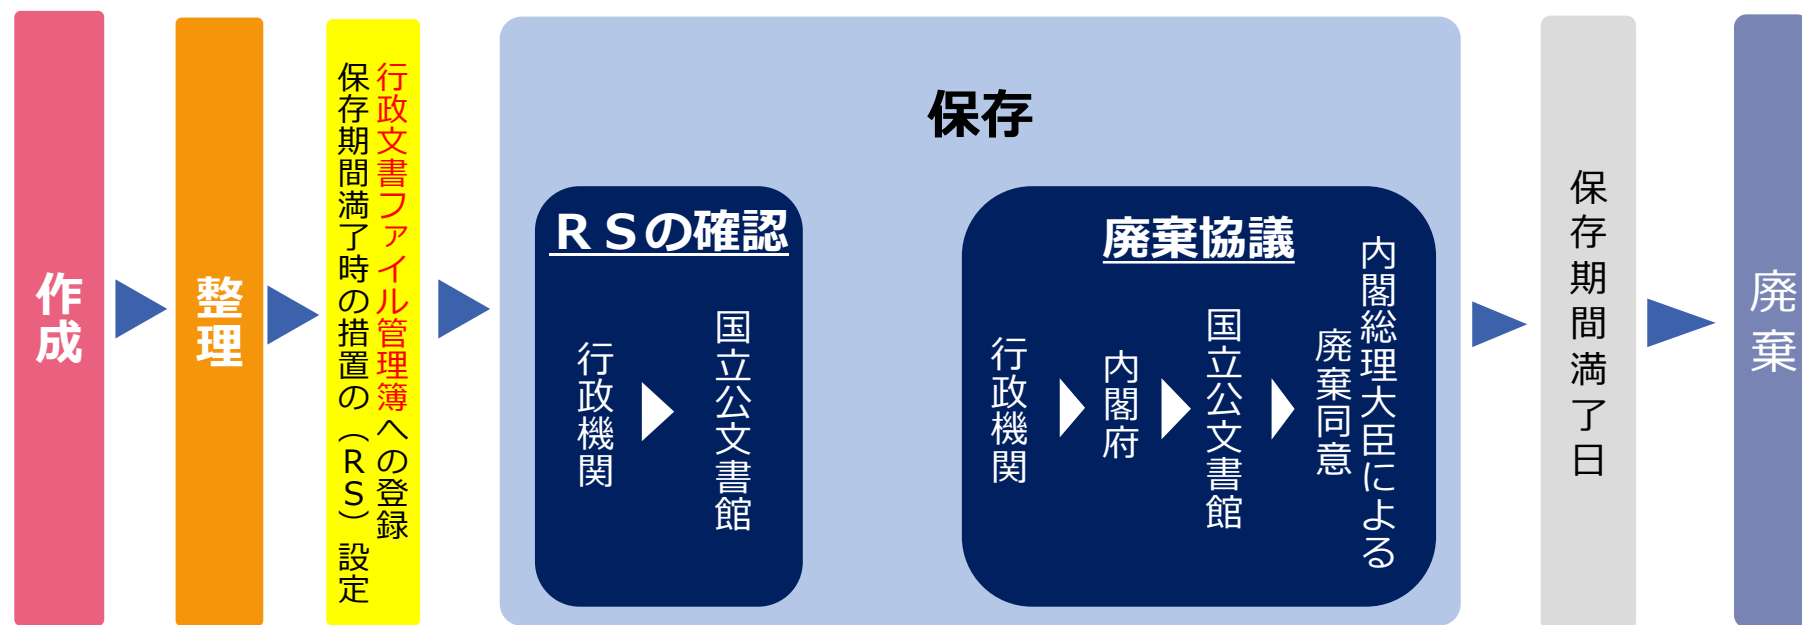 作成
整理
行政文書ファイル管理簿への登録
保存期間満了時の措置の（ＲＳ）設定
保存
ＲＳの確認
行政機関
国立公文書館
廃棄協議
行政機関
内閣府
国立公文書館
内閣総理大臣による
廃棄同意
保存期間満了日
廃棄